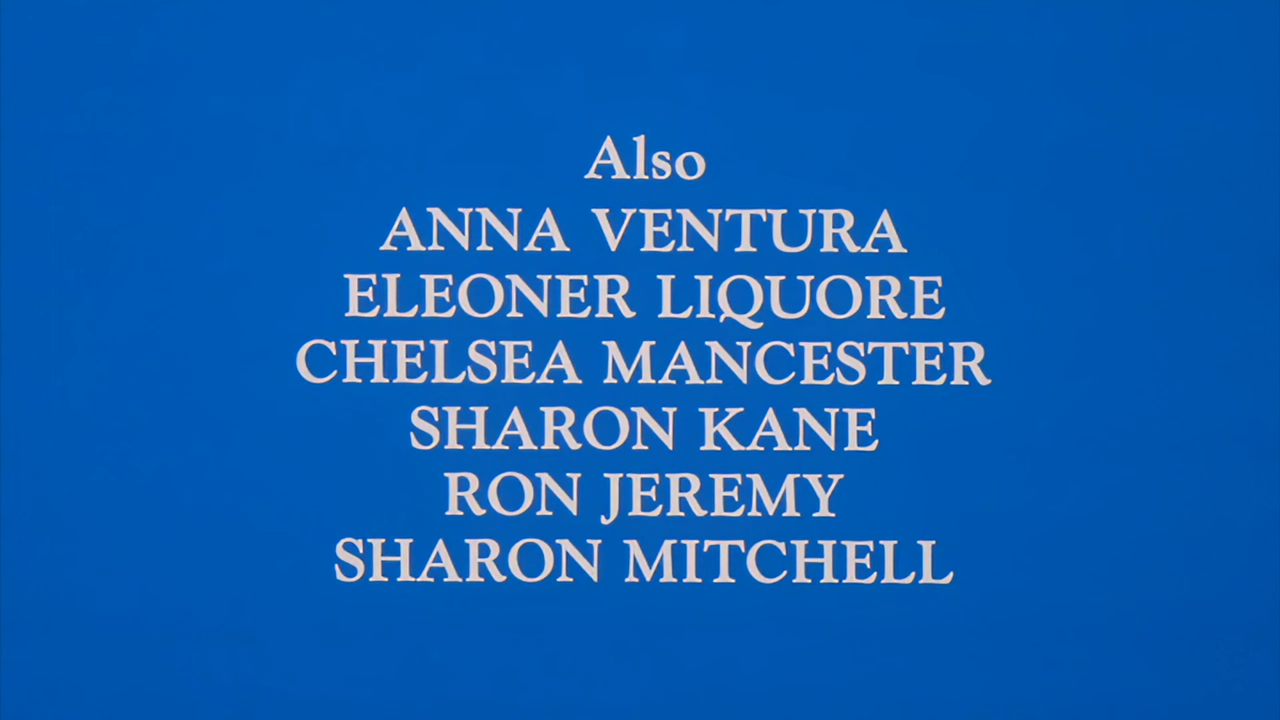 Also
ANNA VENTURA
ELEONER LIQUORE
CHELSEA MANCESTER
SHARON KANE
RON JEREMY
SHARON MITCHELL